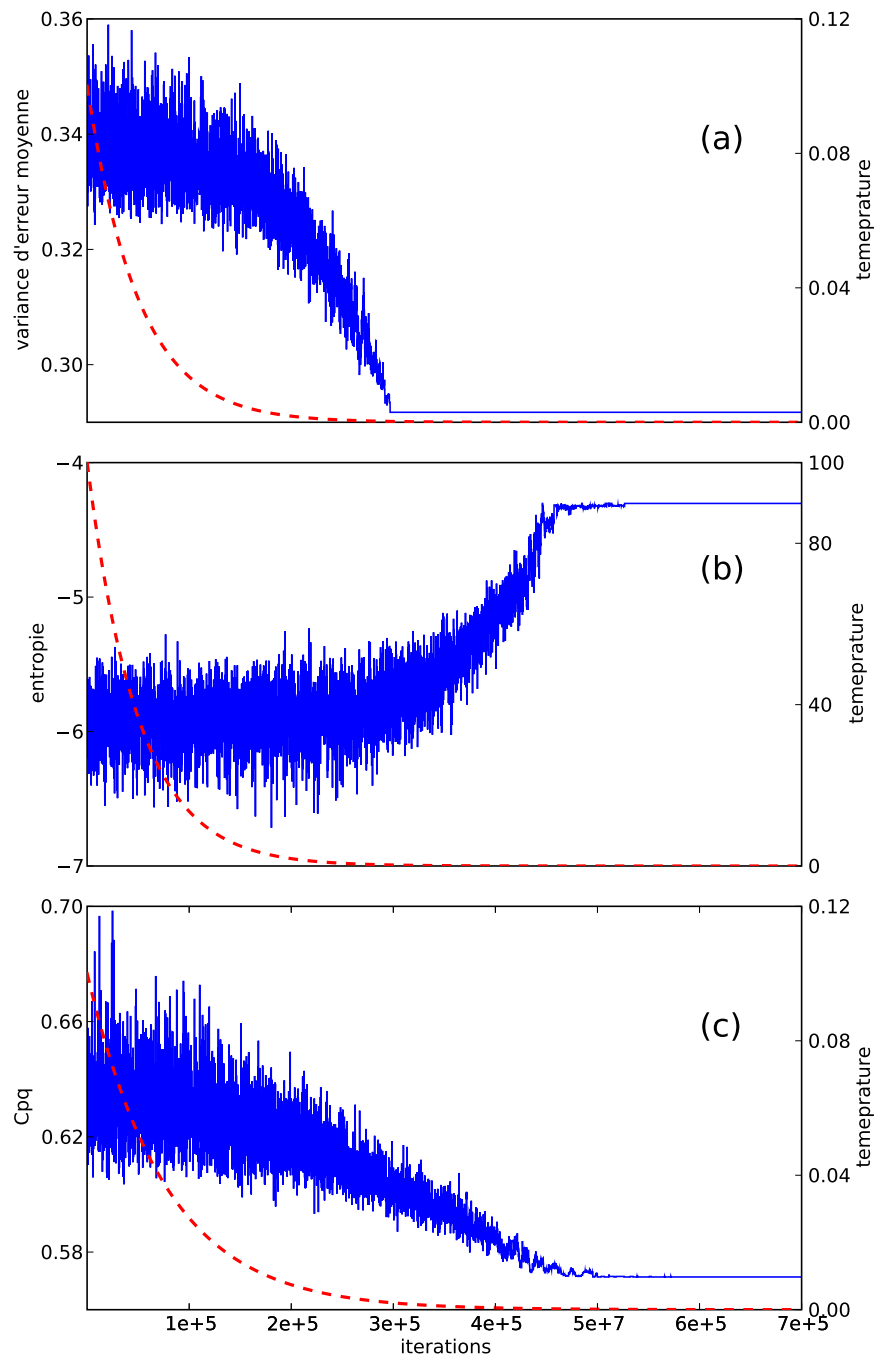 0.36
0.34
0.32
0.30
variance d'erreur moyenne
(a)
0.12
0.08
0.04
0.00
temeprature
−4
−5
−6
−7
entropie
(b)
100
80
40
0
temeprature
0.70
0.66
0.62
0.58
Cpq
(c)
0.12
0.08
0.04
0.00
temeprature
1e+5 2e+5 3e+5 4e+5 5e+7 6e+5 7e+5
iterations